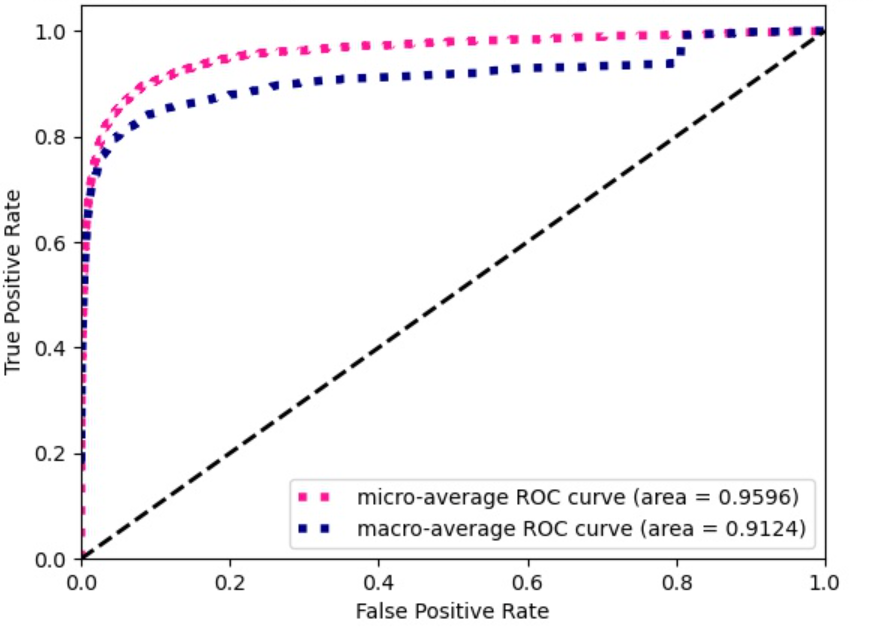 1.0
0.8
0.6
0.4
0.2
0.0
True Positive Rate
micro-average ROC curve (area = 0.9596)
macro-average ROC curve (area = 0.9124)
0.0 0.2 0.4 0.6 0.8 1.0
False Positive Rate